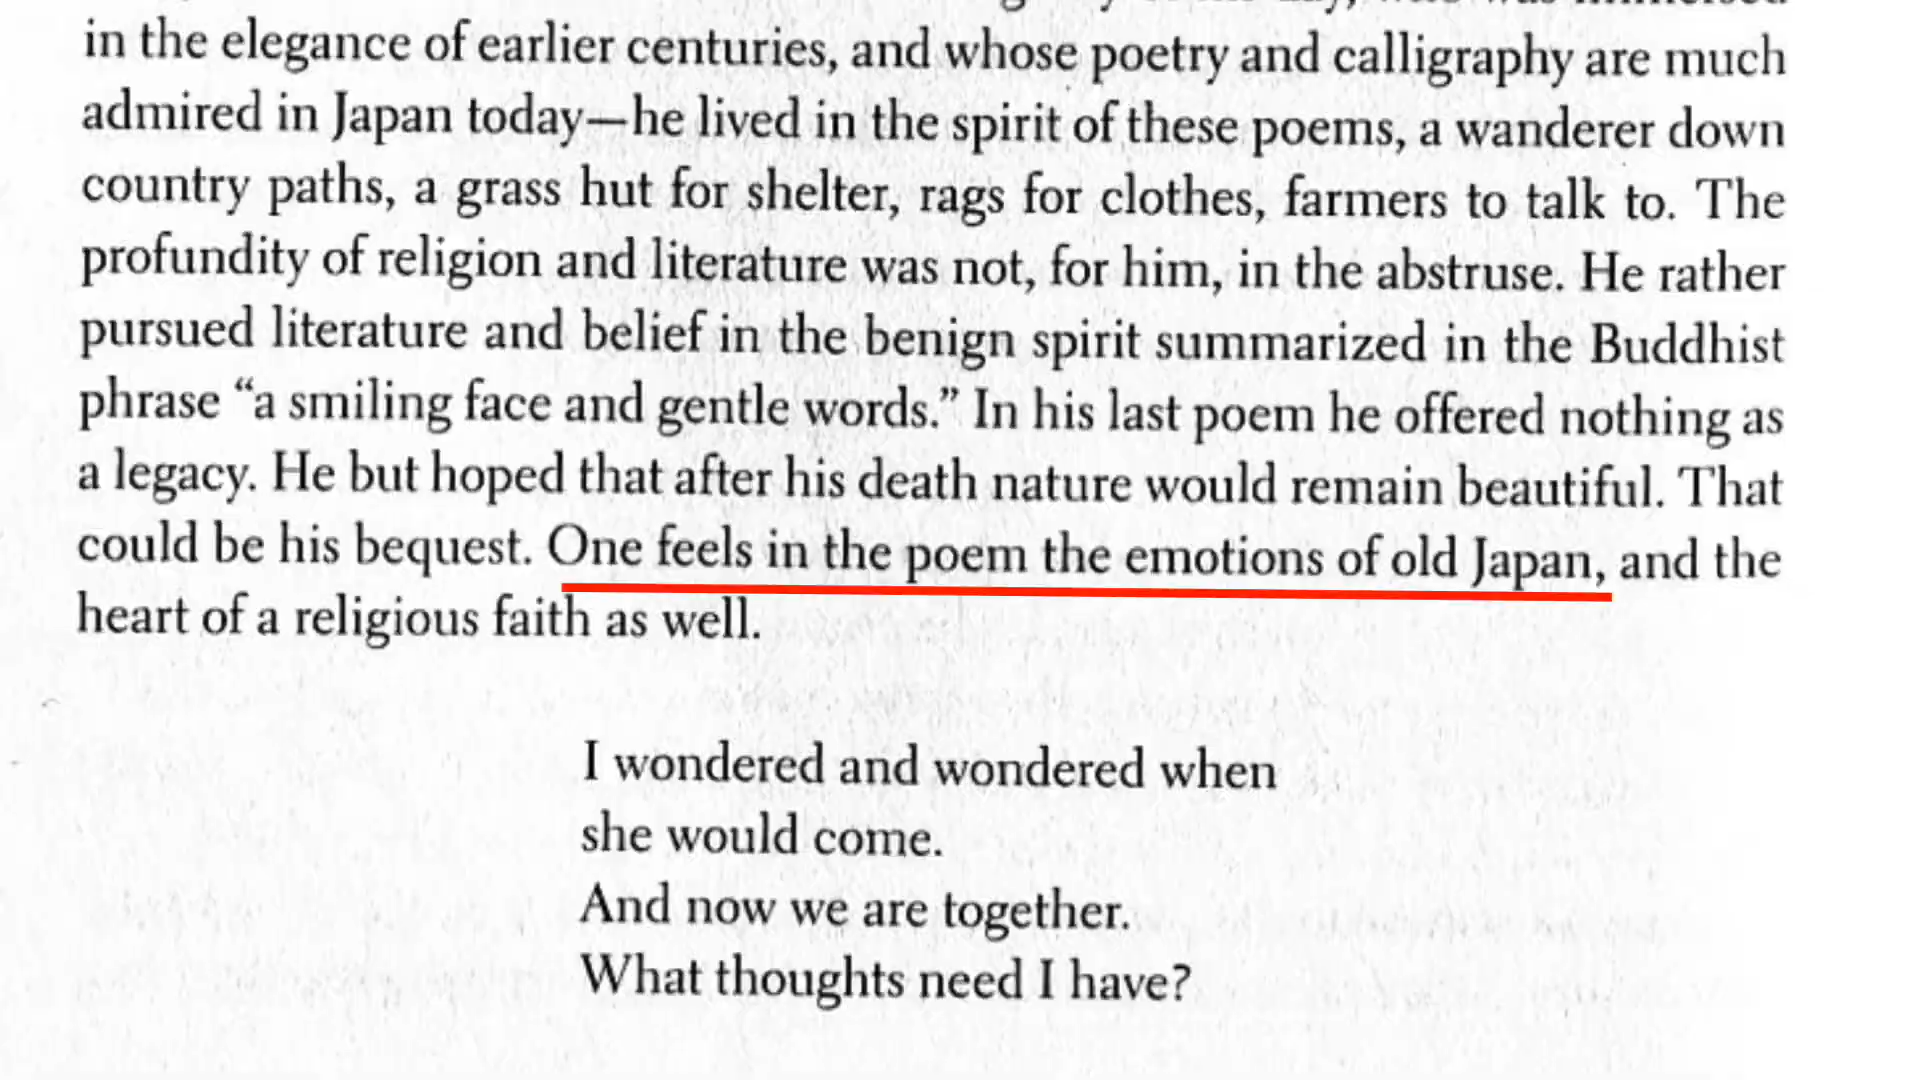 in the elegance of earlier centuries, and whose poetry and calligraphy are much
admired in Japan today—he lived in the spirit of these poems, a wanderer down
country paths, a grass hut for shelter, rags for clothes, farmers to talk to. The
profundity of religion and literature was not, for him, in the abstruse. He rather
pursued literature and belief in the benign spirit summarized in the Buddhist
phrase “a smiling face and gentle words.” In his last poem he offered nothing as
a legacy. He but hoped that after his death nature would remain beautiful. That
could be his bequest. One feels in the poem the emotions of old Japan, and the
heart of a religious faith as well.
I wondered and wondered when
she would come.
And now we are together.
What thoughts need I have?